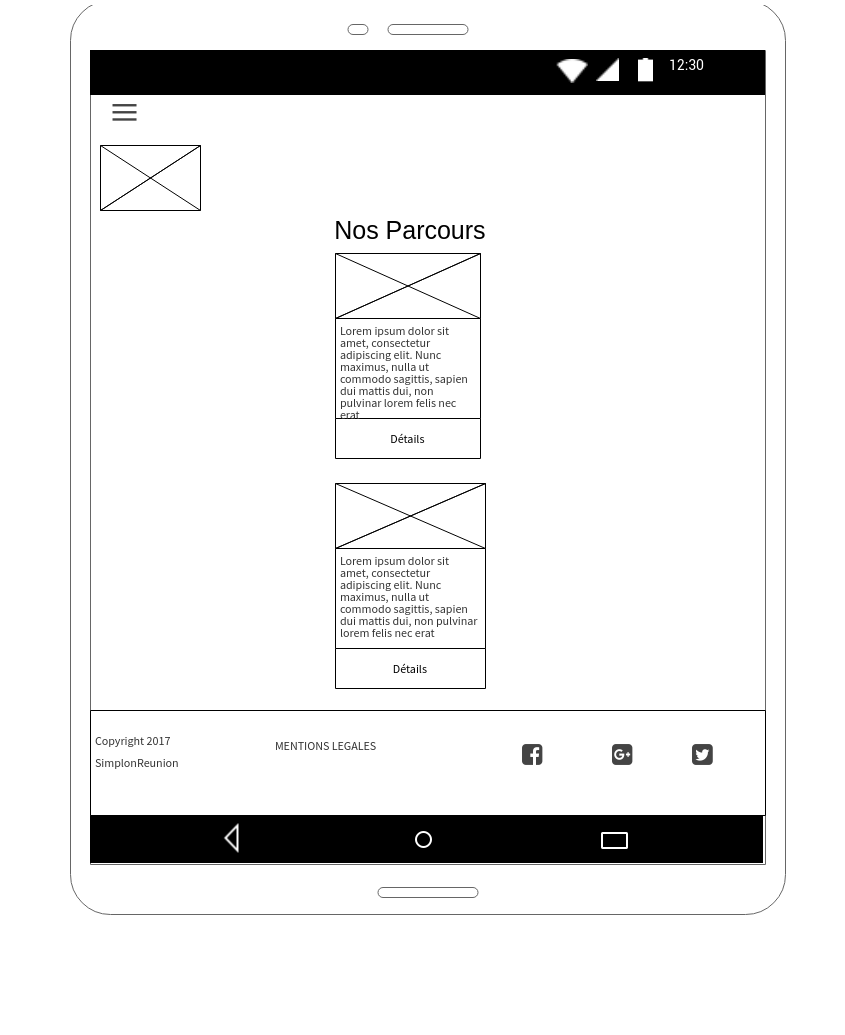 12:30
Nos Parcours
Lorem ipsum dolor sit
amet, consectetur
adipiscing elit. Nunc
maximus, nulla ut
commodo sagittis, sapien
dui mattis dui, non
pulvinar lorem felis nec
erat
Détails
Lorem ipsum dolor sit
amet, consectetur
adipiscing elit. Nunc
maximus, nulla ut
commodo sagittis, sapien
dui mattis dui, non pulvinar
lorem felis nec erat
Détails
Copyright 2017
SimplonReunion
MENTIONS LEGALES